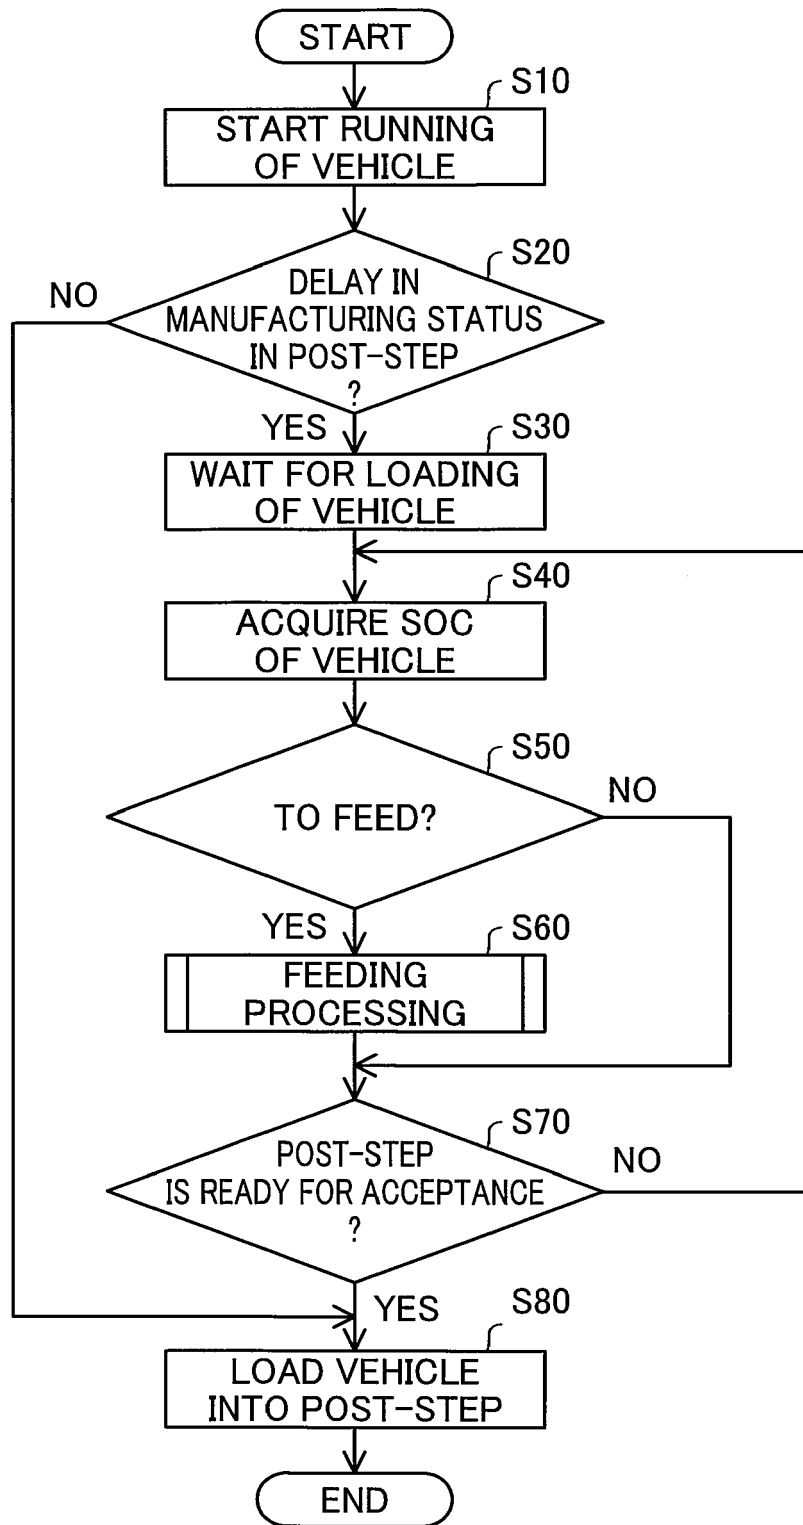 START
S10
START RUNNING
OF VEHICLE
S20
DELAY IN
MANUFACTURING STATUS
IN POST-STEP
?
NO
YES
S30
WAIT FOR LOADING
OF VEHICLE
S40
ACQUIRE SOC
OF VEHICLE
S50
TO FEED?
NO
YES
S60
FEEDING
PROCESSING
S70
POST-STEP
IS READY FOR ACCEPTANCE
?
NO
YES
S80
LOAD VEHICLE
INTO POST-STEP
END